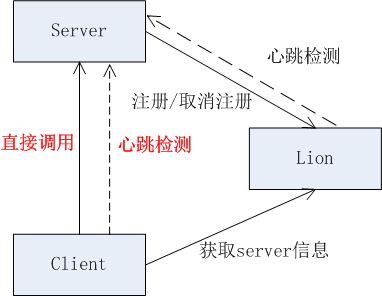 Server
心跳检测
注册/取消注册
直接调用
心跳检测
Lion
获取server信息
Client